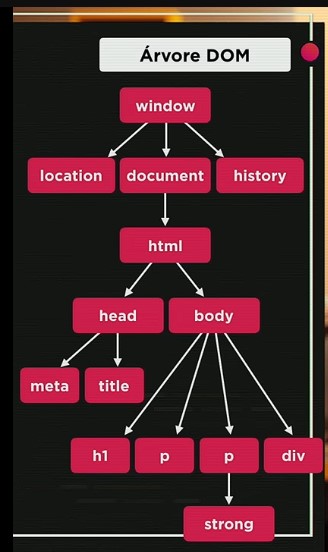 Árvore DOM
window
location document history
html
head body
meta title
h1 p p div
strong